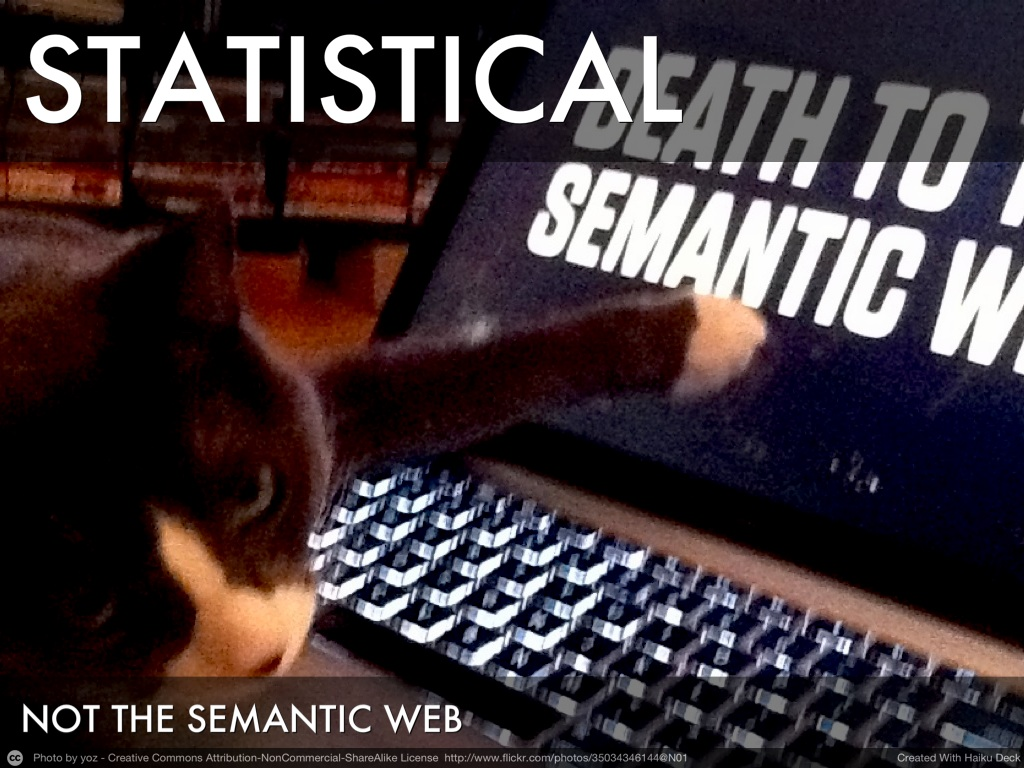 STATISTICAL
DEATH TO
SEMANTIC
NOT THE SEMANTIC WEB
Photo by yoz - Creative Commons Attribution-NonCommercial-ShareAlike License http://www.flickr.com/photos/35034346144@N01
Created With Haiku Deck